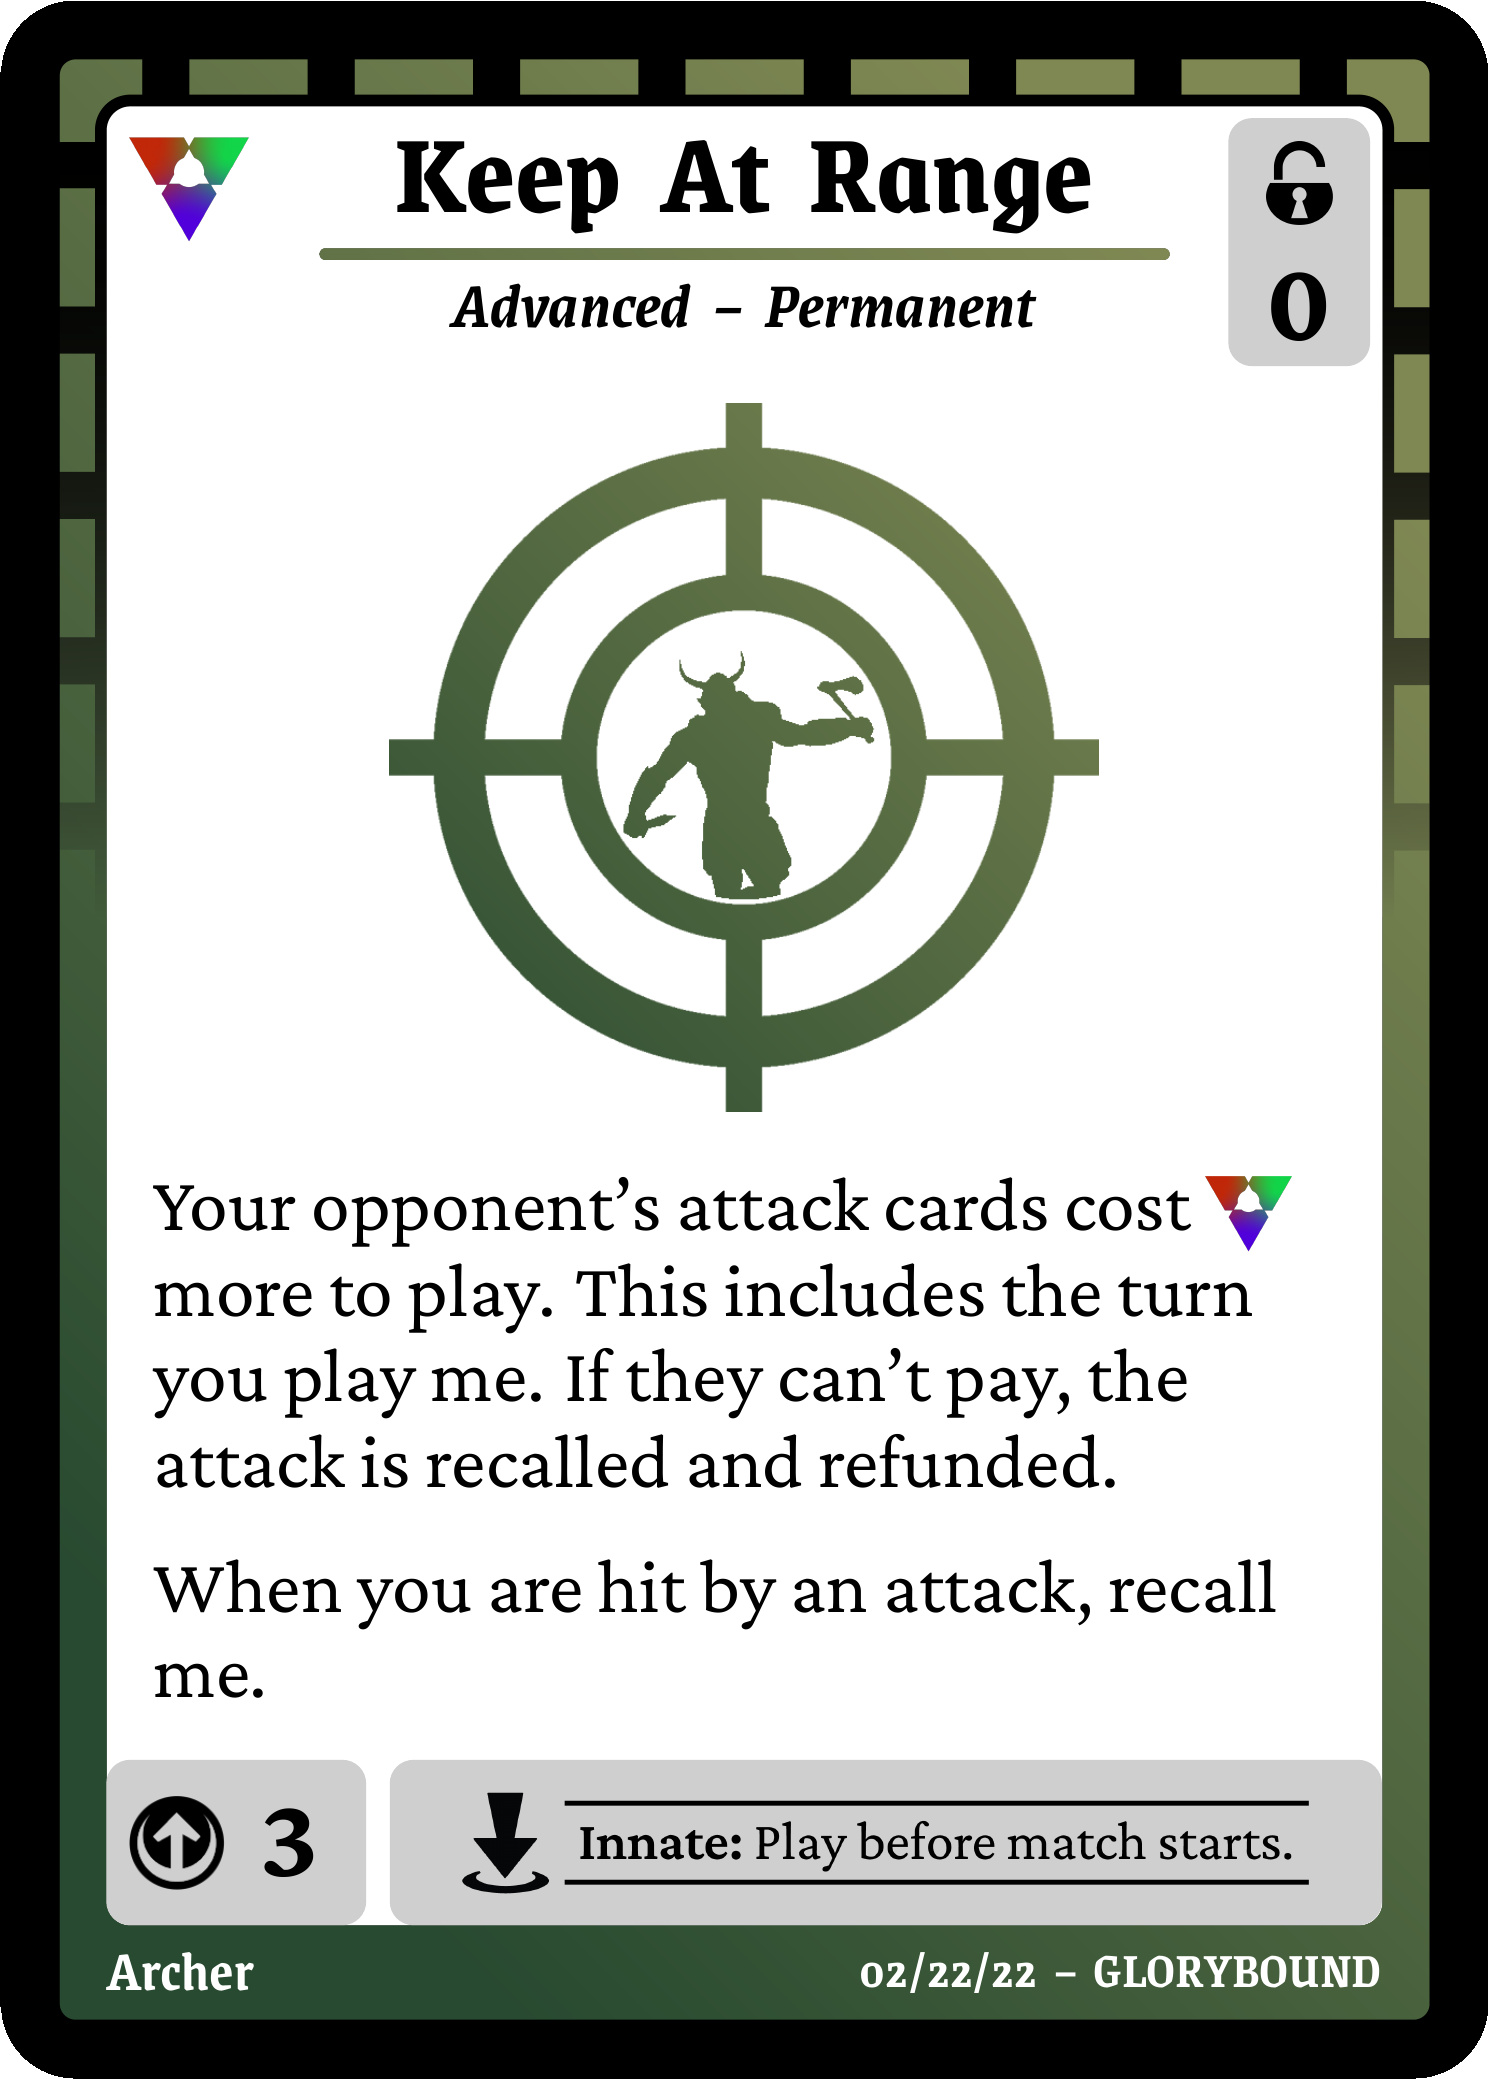 Keep At Range
Advanced – Permanent
0
Your opponent’s attack cards cost
more to play. This includes the turn
you play me. If they can’t pay, the
attack is recalled and refunded.
When you are hit by an attack, recall
me.
3
Innate: Play before match starts.
Archer
02/22/22 – GLORYBOUND